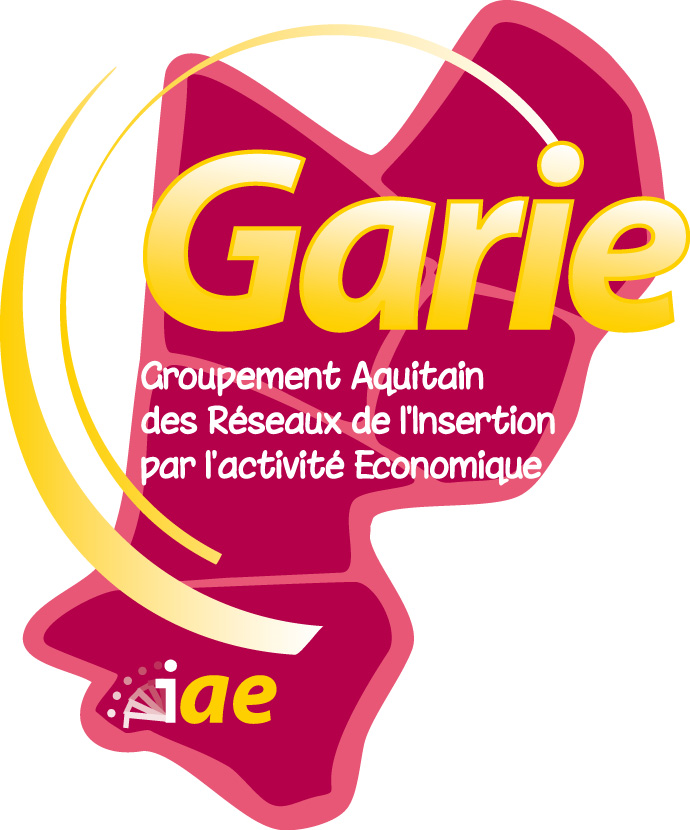 Garie
Groupement Aquitain
des Réseaux de l'Insertion
par l'activité Economique
iae